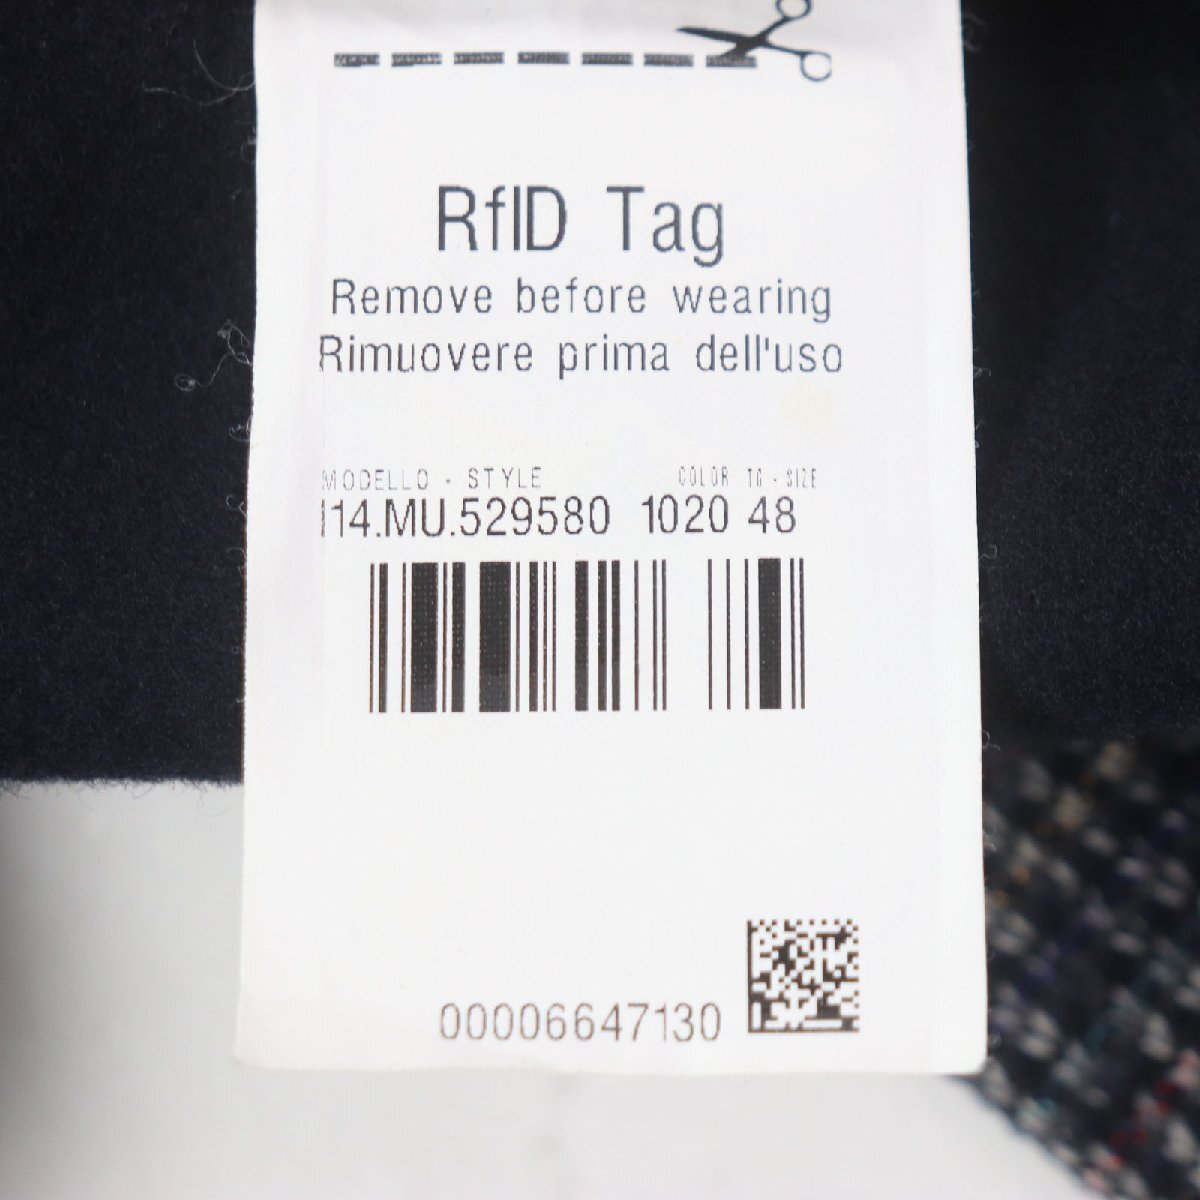 RfID Tag
Remove before wearing
Rimuovere prima dell'uso
MODELLO - STYLE COLOR TG - SIZE
I14.MU.529580 1020 48
00006647130